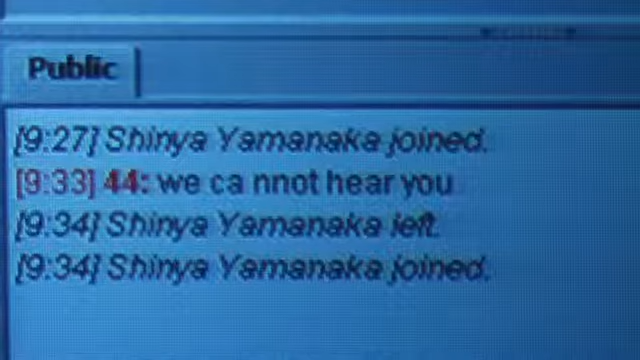 Public
[9:27] Shinya Yamanaka joined.
[9:33] 44: we ca nnot hear you
[9:34] Shinya Yamanaka left.
[9:34] Shinya Yamanaka joined.